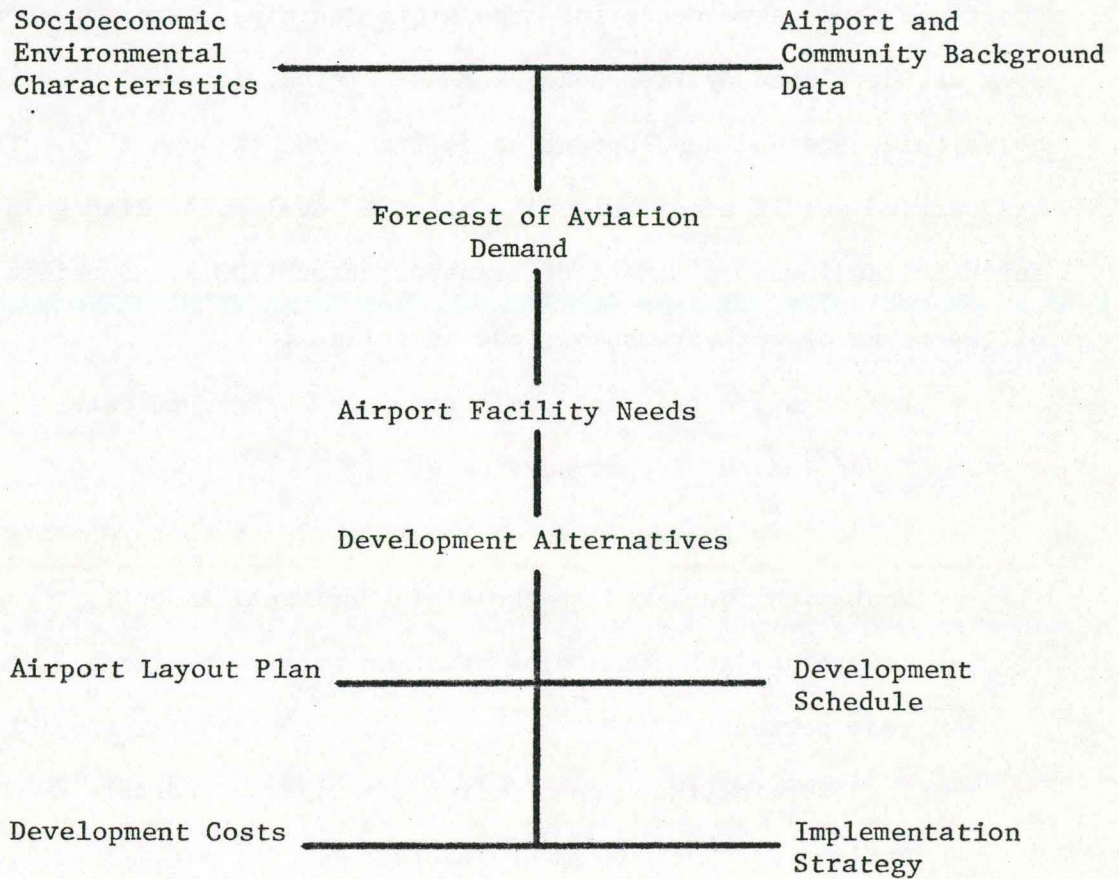 Socioeconomic
Environmental
Characteristics
Airport and
Community Background
Data
Forecast of Aviation
Demand
Airport Facility Needs
Development Alternatives
Airport Layout Plan
Development
Schedule
Development Costs
Implementation
Strategy